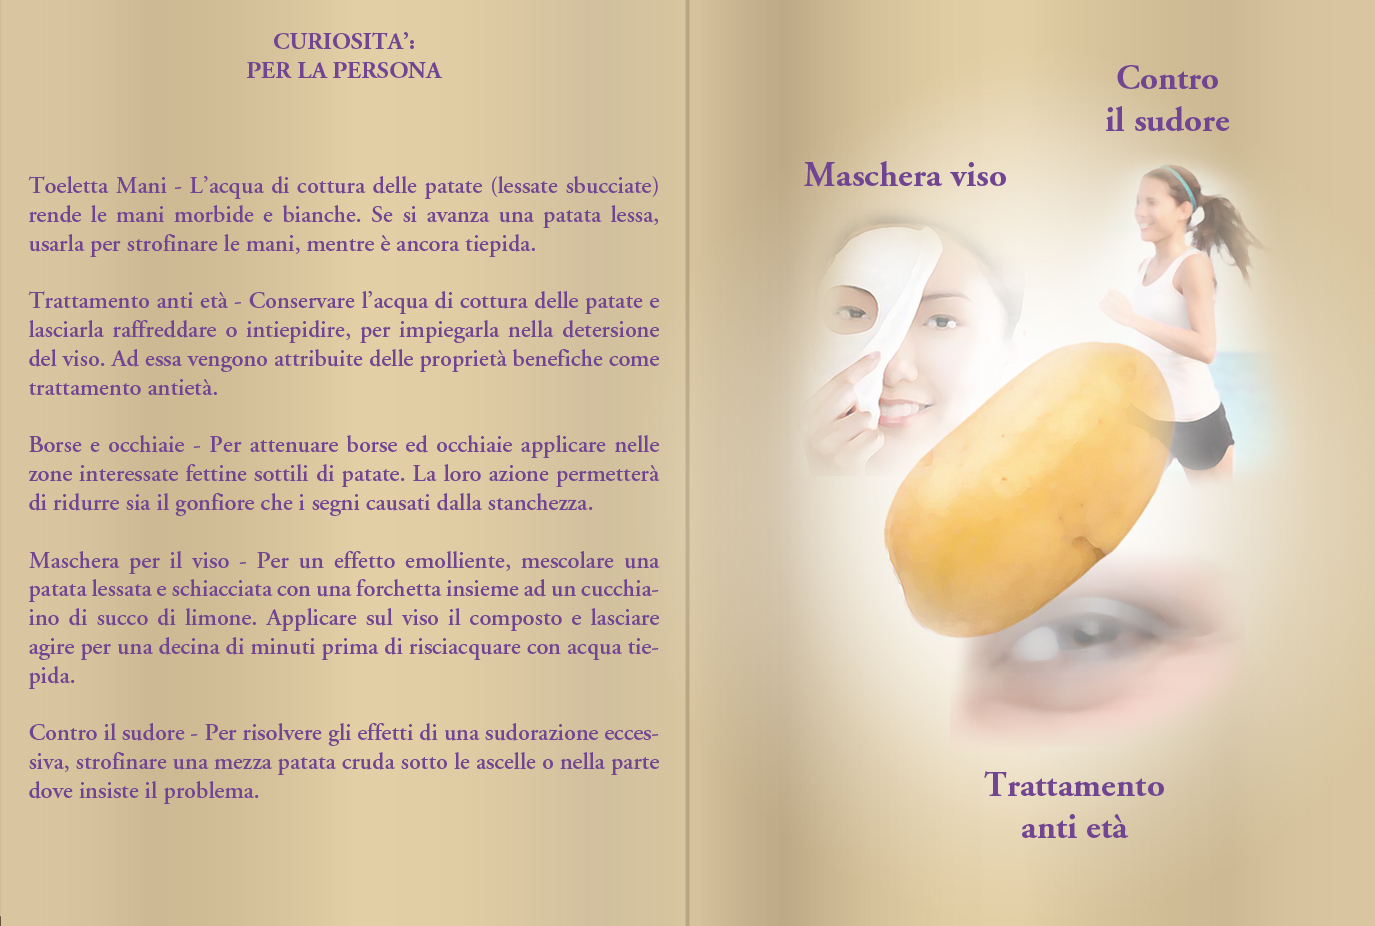 CURIOSITA’:
PER LA PERSONA
Toeletta Mani - L’acqua di cottura delle patate (lessate sbucciate)
rende le mani morbide e bianche. Se si avanza una patata lessa,
usarla per strofinare le mani, mentre è ancora tiepida.
Trattamento anti età - Conservare l’acqua di cottura delle patate e
lasciarla raffreddare o intiepidire, per impiegarla nella detersione
del viso. Ad essa vengono attribuite delle proprietà benefiche come
trattamento antietà.
Borse e occhiaie - Per attenuare borse ed occhiaie applicare nelle
zone interessate fettine sottili di patate. La loro azione permetterà
di ridurre sia il gonfiore che i segni causati dalla stanchezza.
Maschera per il viso - Per un effetto emolliente, mescolare una
patata lessata e schiacciata con una forchetta insieme ad un cucchia-
ino di succo di limone. Applicare sul viso il composto e lasciare
agire per una decina di minuti prima di risciacquare con acqua tie-
pida.
Contro il sudore - Per risolvere gli effetti di una sudorazione ecces-
siva, strofinare una mezza patata cruda sotto le ascelle o nella parte
dove insiste il problema.
Contro
il sudore
Maschera viso
Trattamento
anti età